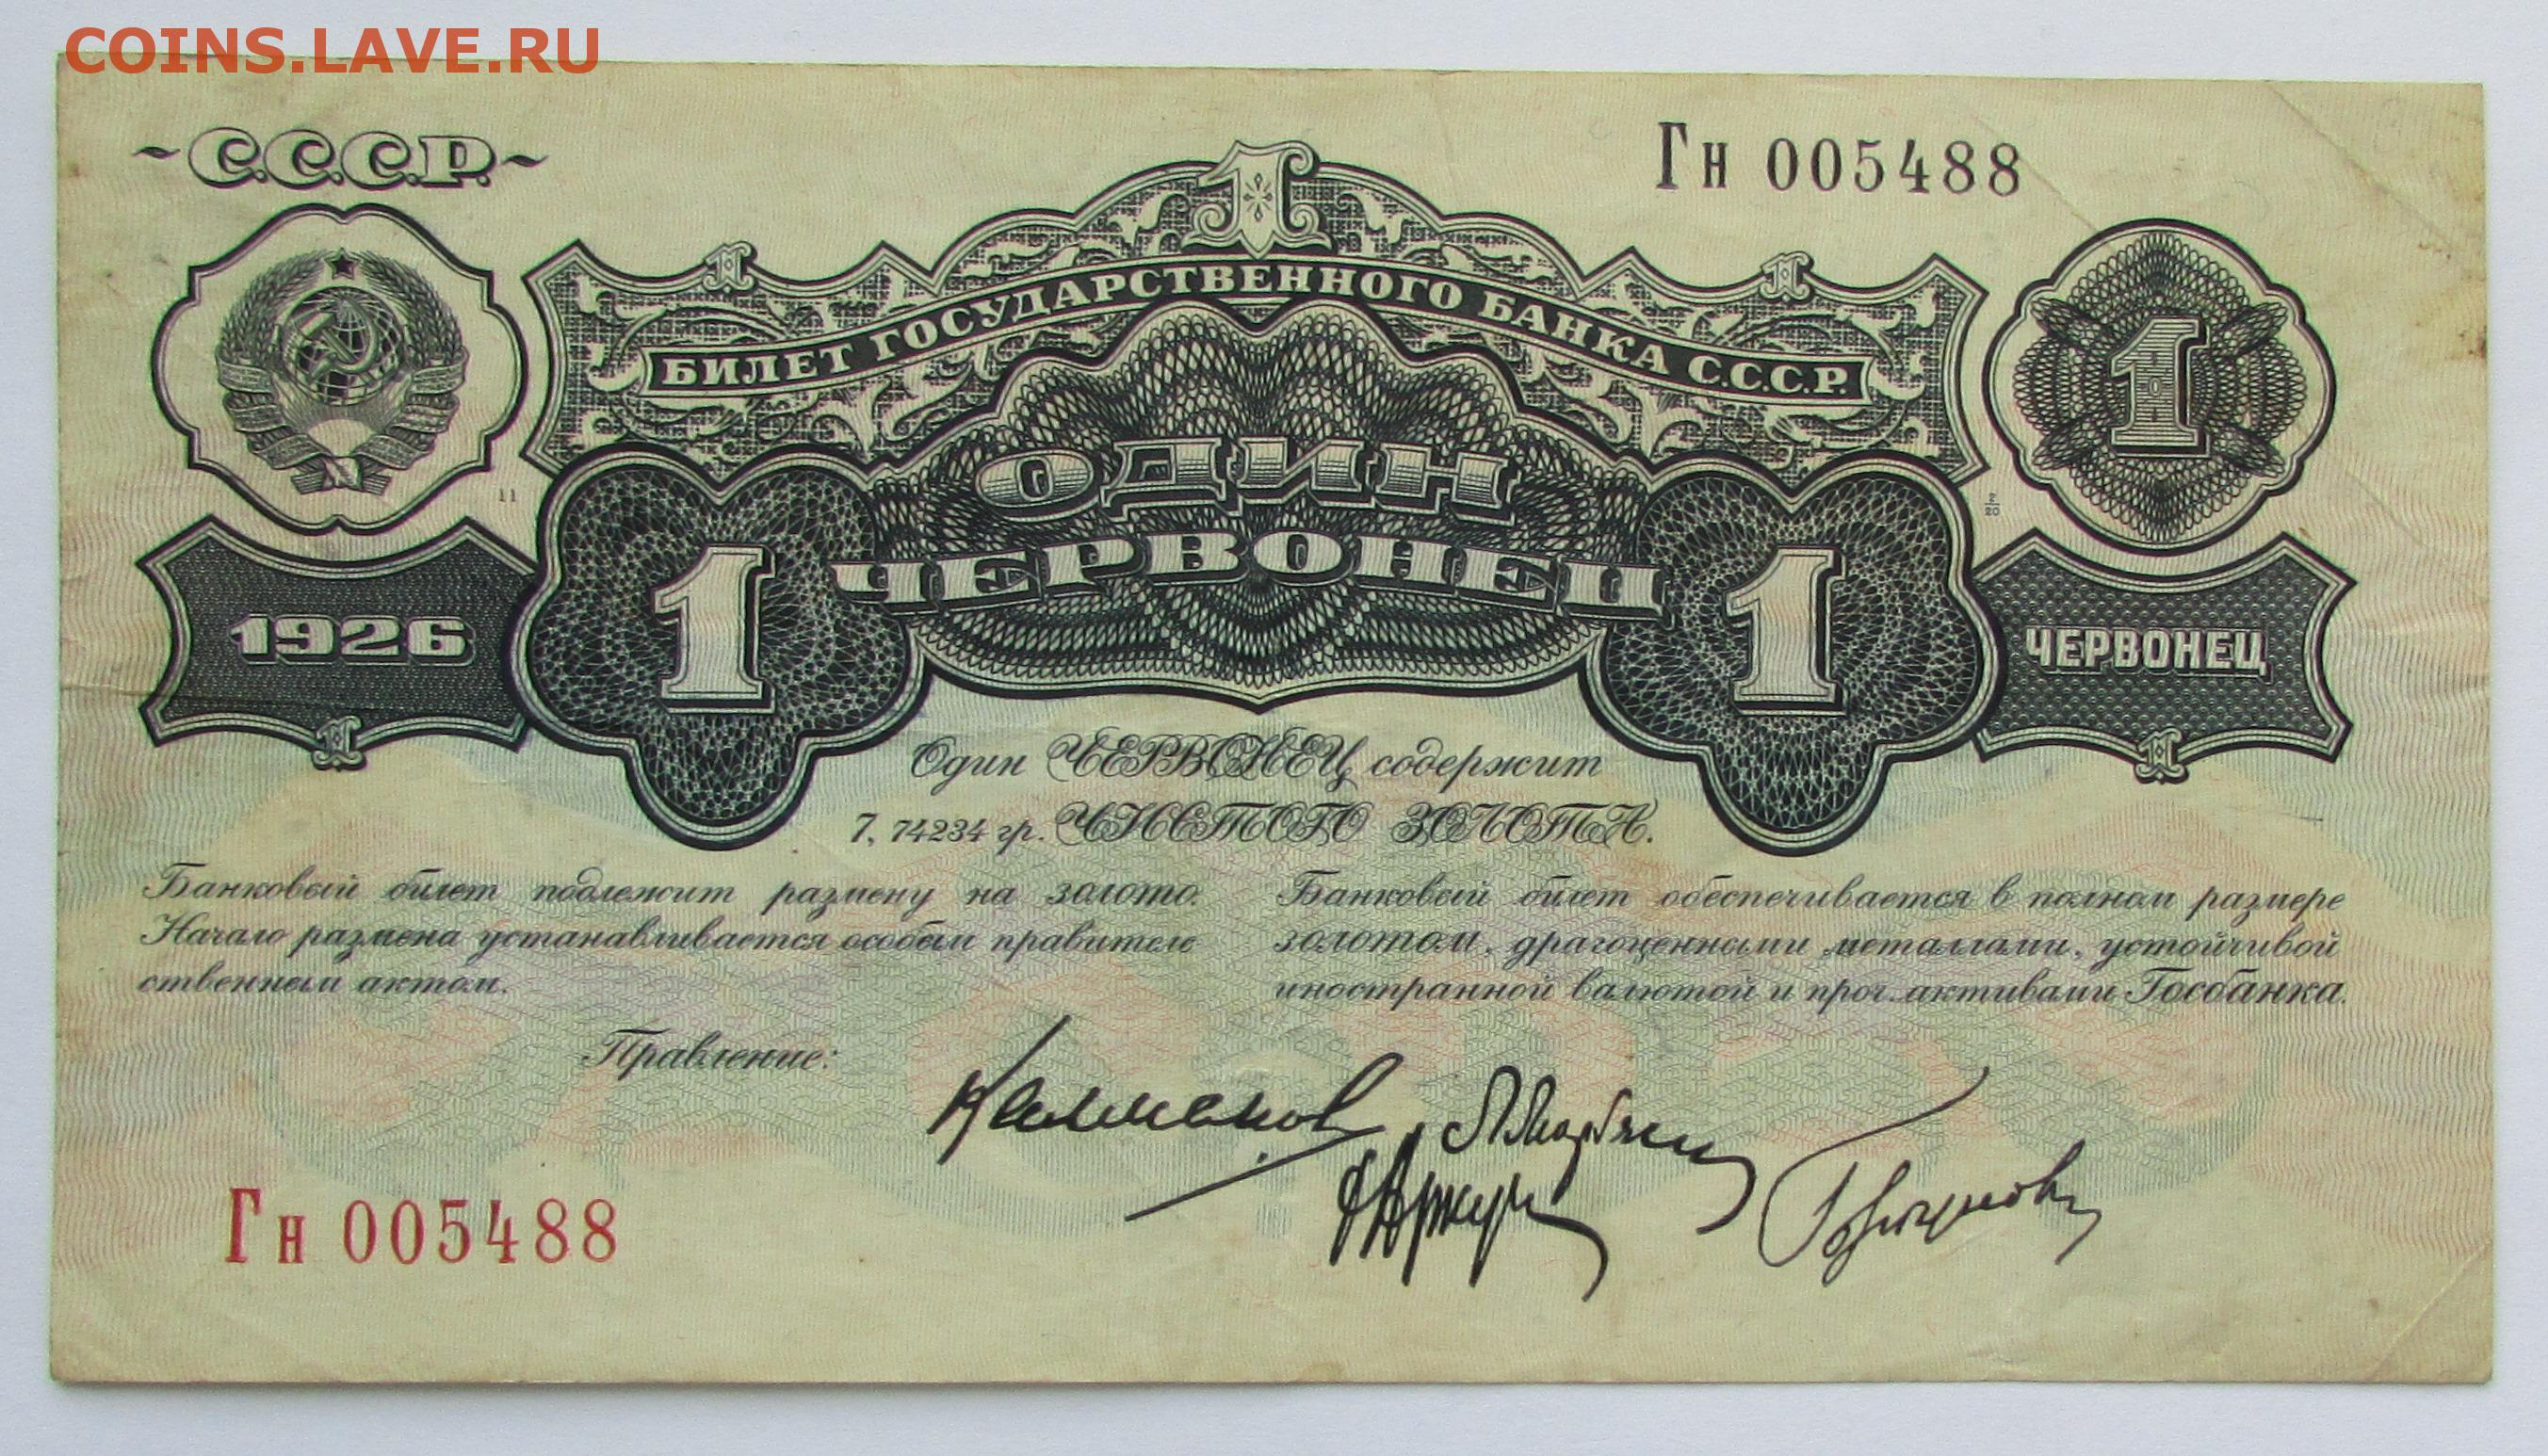 COINS.LAVE.RU
С.С.С.Р.
Гн 005488
1
БИЛЕТ ГОСУДАРСТВЕННОГО БАНКА С.С.С.Р.
1
ОДИН
11
1926
1
ЧЕРВОНЕЦ
1
ЧЕРВОНЕЦ
Один ЧЕРВОНЕЦ содержит
7, 74234 гр. ЧИСТОГО ЗОЛОТА.
Банковый билет подлежит размену на золото.
Начало размена устанавливается особым правитель
ственным актом.
Банковый билет обеспечивается в полном размере
золотом, драгоценными металлами, устойчивой
иностранной валютой и проч. активами Госбанка.
Правление:
Гн 005488